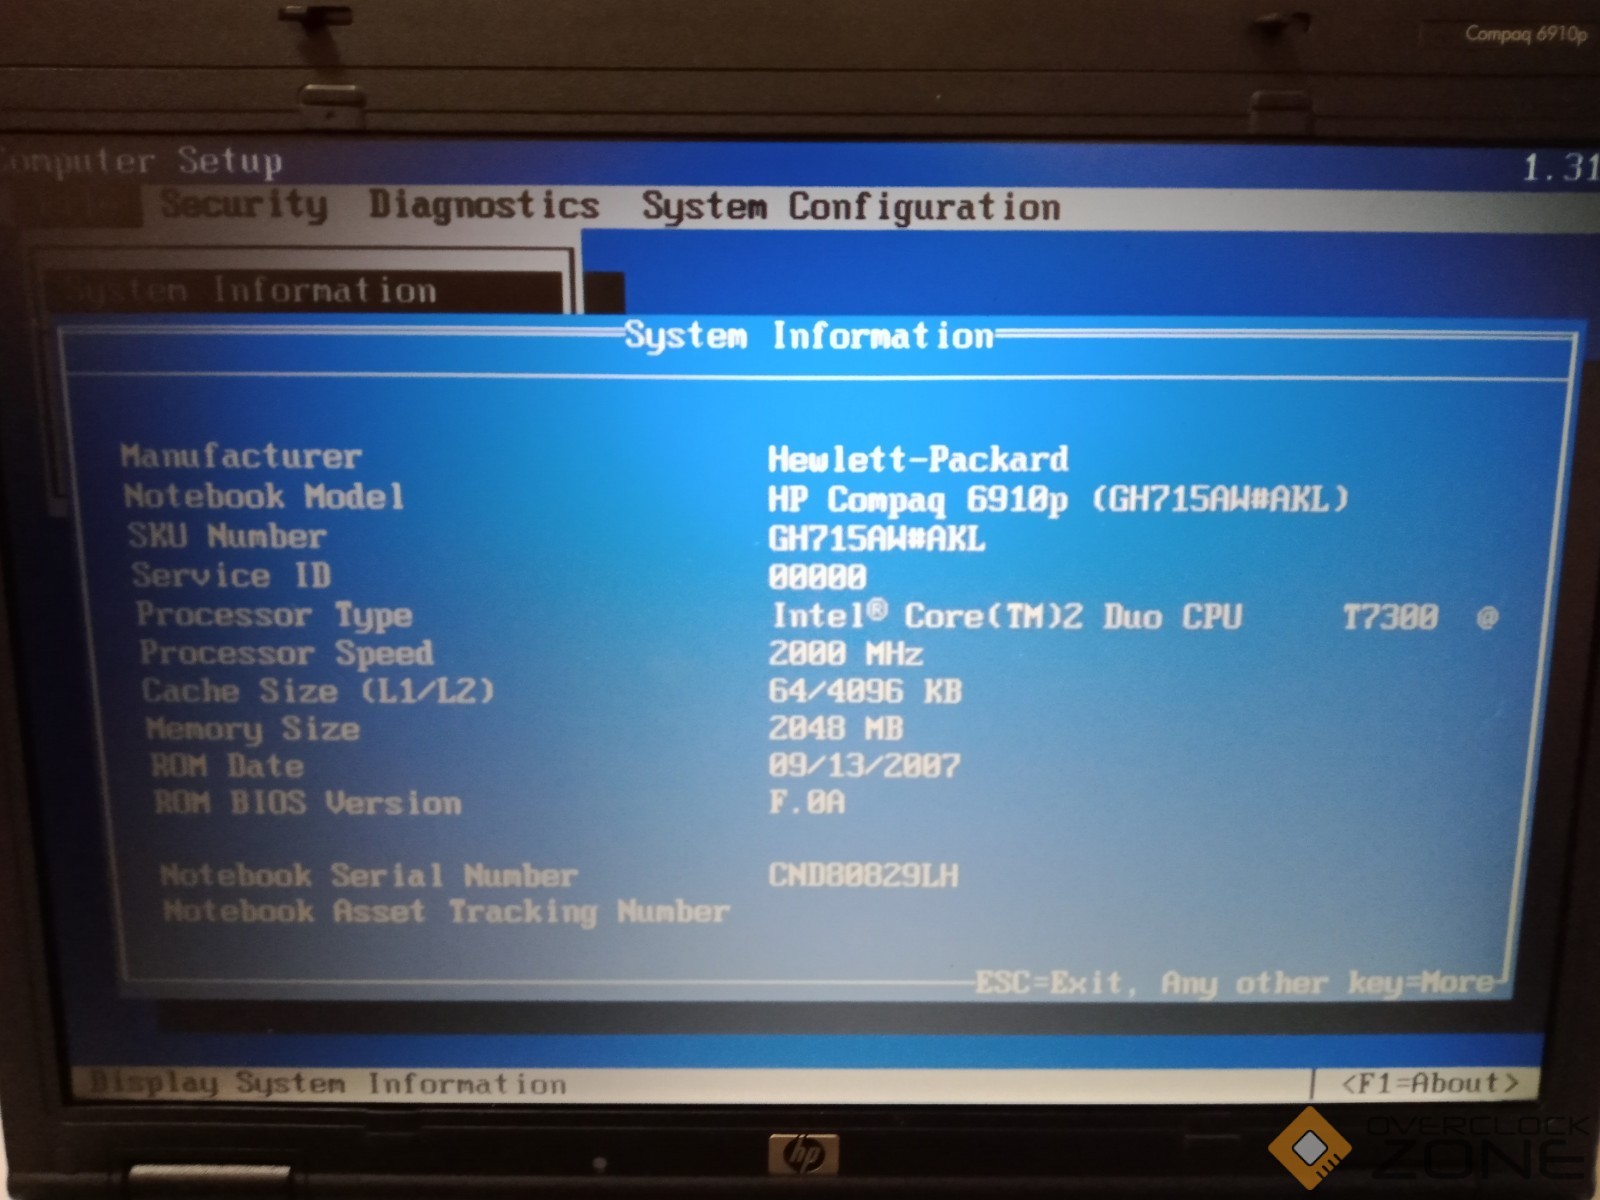 Compaq 6910p
Computer Setup 1.31
Security Diagnostics System Configuration
System Information
System Information
Manufacturer Hewlett-Packard
Notebook Model HP Compaq 6910p (GH715AW#AKL)
SKU Number GH715AW#AKL
Service ID 00000
Processor Type Intel® Core(TM)2 Duo CPU T7300 @
Processor Speed 2000 MHz
Cache Size (L1/L2) 64/4096 KB
Memory Size 2048 MB
ROM Date 09/13/2007
ROM BIOS Version F.0A
Notebook Serial Number CND80829LH
Notebook Asset Tracking Number
ESC=Exit, Any other key=More
Display System Information <F1=About>
hp
OVERCLOCK
ZONE